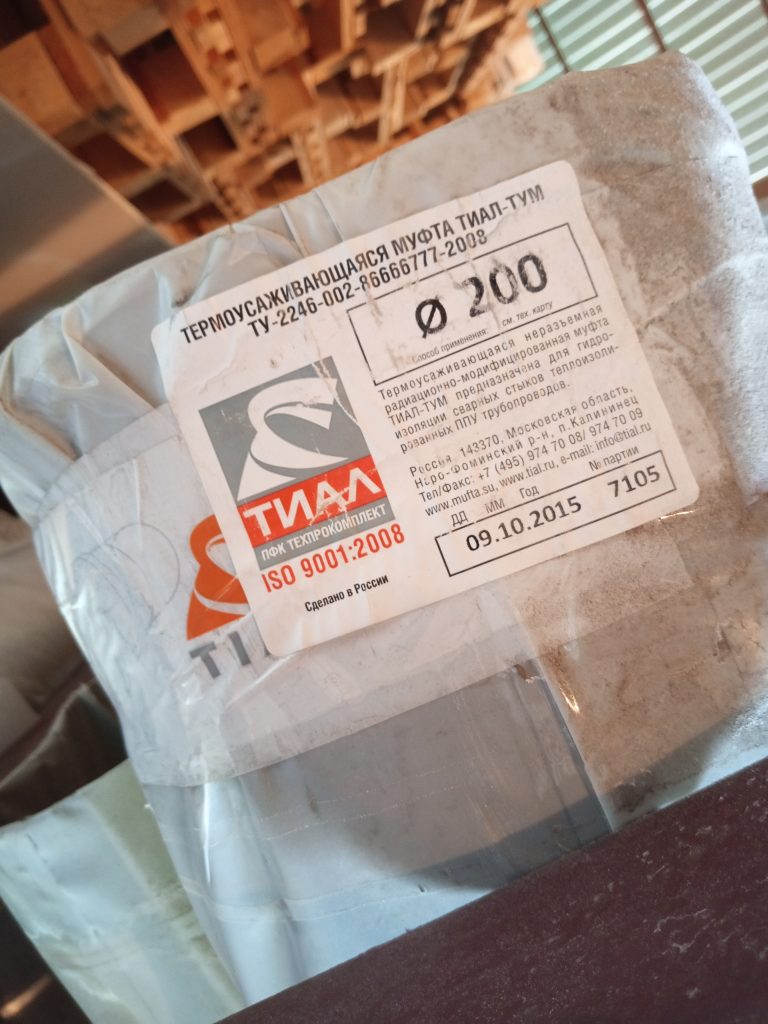 ТЕРМОУСАЖИВАЮЩАЯСЯ МУФТА ТИАЛ-ТУМ
ТУ-2246-002-86666777-2008
Ø 200
Способ применения: см. тех. карту
Термоусаживающаяся неразъемная
радиационно-модифицированная муфта
ТИАЛ-ТУМ предназначена для гидро-
изоляции сварных стыков теплоизоли-
рованных ППУ трубопроводов.
Россия, 143370, Московская область,
Наро-Фоминский р-н, п.Калининец
Тел/Факс: +7 (495) 974 70 08/ 974 70 09
www.mufta.su, www.tial.ru, e-mail: info@tial.ru
ДД ММ Год № партии
09.10.2015 7105
ТИАЛ
ПФК ТЕХПРОКОМПЛЕКТ
ISO 9001:2008
Сделано в России
TI